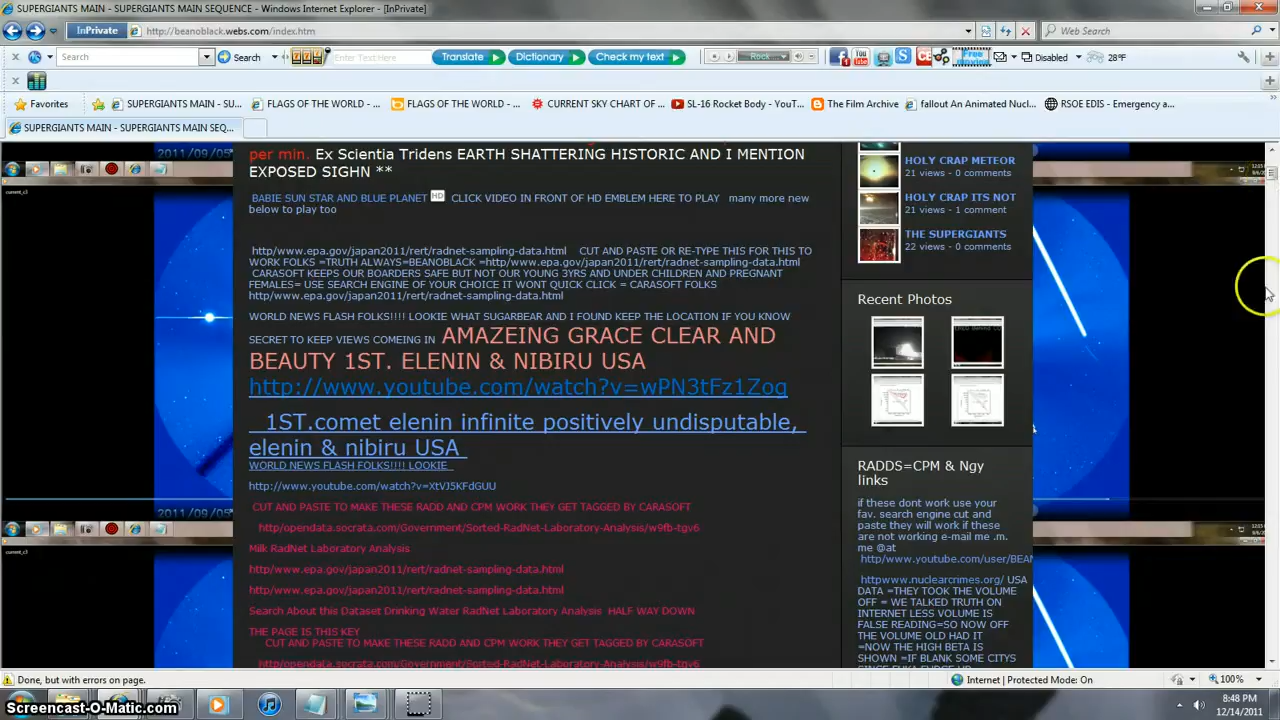 SUPERGIANTS MAIN - SUPERGIANTS MAIN SEQUENCE - Windows Internet Explorer - [InPrivate]
InPrivate http://beanoblack.webs.com/index.htm Web Search
Search Search Enter Text Here Translate Dictionary Check my text Rock Disabled 28°F
Favorites SUPERGIANTS MAIN - SU... FLAGS OF THE WORLD - ... FLAGS OF THE WORLD - ... CURRENT SKY CHART OF ... SL-16 Rocket Body - YouT... The Film Archive fallout An Animated Nucl... RSOE EDIS - Emergency a...
SUPERGIANTS MAIN - SUPERGIANTS MAIN SEQ...
2011/09/05
per min. Ex Scientia Tridens EARTH SHATTERING HISTORIC AND I MENTION
EXPOSED SIGHN **
BABIE SUN STAR AND BLUE PLANET HD CLICK VIDEO IN FRONT OF HD EMBLEM HERE TO PLAY many more new
below to play too
http/www.epa.gov/japan2011/rert/radnet-sampling-data.html CUT AND PASTE OR RE-TYPE THIS FOR THIS TO
WORK FOLKS =TRUTH ALWAYS=BEANOBLACK =http/www.epa.gov/japan2011/rert/radnet-sampling-data.html
CARASOFT KEEPS OUR BOARDERS SAFE BUT NOT OUR YOUNG 3YRS AND UNDER CHILDREN AND PREGNANT
FEMALES= USE SEARCH ENGINE OF YOUR CHOICE IT WONT QUICK CLICK = CARASOFT FOLKS
http/www.epa.gov/japan2011/rert/radnet-sampling-data.html
WORLD NEWS FLASH FOLKS!!!! LOOKIE WHAT SUGARBEAR AND I FOUND KEEP THE LOCATION IF YOU KNOW
SECRET TO KEEP VIEWS COMEING IN AMAZEING GRACE CLEAR AND
BEAUTY 1ST. ELENIN & NIBIRU USA
http://www.youtube.com/watch?v=wPN3tFz1Zog
1ST.comet elenin infinite positively undisputable,
elenin & nibiru USA
WORLD NEWS FLASH FOLKS!!!! LOOKIE
http://www.youtube.com/watch?v=XtVJ5KFdGUU
CUT AND PASTE TO MAKE THESE RADD AND CPM WORK THEY GET TAGGED BY CARASOFT
http/opendata.socrata.com/Government/Sorted-RadNet-Laboratory-Analysis/w9fb-tgv6
Milk RadNet Laboratory Analysis
http/www.epa.gov/japan2011/rert/radnet-sampling-data.html
http/www.epa.gov/japan2011/rert/radnet-sampling-data.html
Search About this Dataset Drinking Water RadNet Laboratory Analysis HALF WAY DOWN
THE PAGE IS THIS KEY
CUT AND PASTE TO MAKE THESE RADD AND CPM WORK THEY GET TAGGED BY CARASOFT
http/opendata.socrata.com/Government/Sorted-RadNet-Laboratory-Analysis/w9fb-tgv6
HOLY CRAP METEOR
21 views - 0 comments
HOLY CRAP ITS NOT
21 views - 1 comment
THE SUPERGIANTS
22 views - 0 comments
Recent Photos
RADDS=CPM & Ngy
links
if these dont work use your
fav. search engine cut and
paste they will work if these
are not working e-mail me .m.
me @at
http/www.youtube.com/user/BEAN
httpwww.nuclearcrimes.org/ USA
DATA =THEY TOOK THE VOLUME
OFF = WE TALKED TRUTH ON
INTERNET LESS VOLUME IS
FALSE READING=SO NOW OFF
THE VOLUME OLD HAD IT
=NOW THE HIGH BETA IS
SHOWN =IF BLANK SOME CITYS
2011/09/05
Done, but with errors on page. Internet | Protected Mode: On 100%
Screencast-O-Matic.com
8:48 PM
12/14/2011